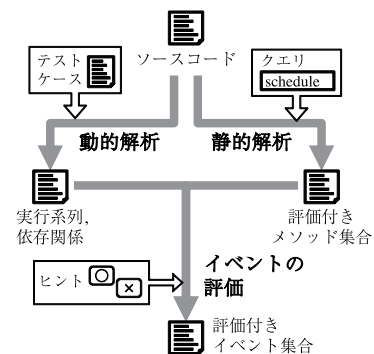 ソースコード
テスト
ケース
クエリ
schedule
動的解析
静的解析
実行系列,
依存関係
評価付き
メソッド集合
ヒント
○
×
イベントの
評価
評価付き
イベント集合